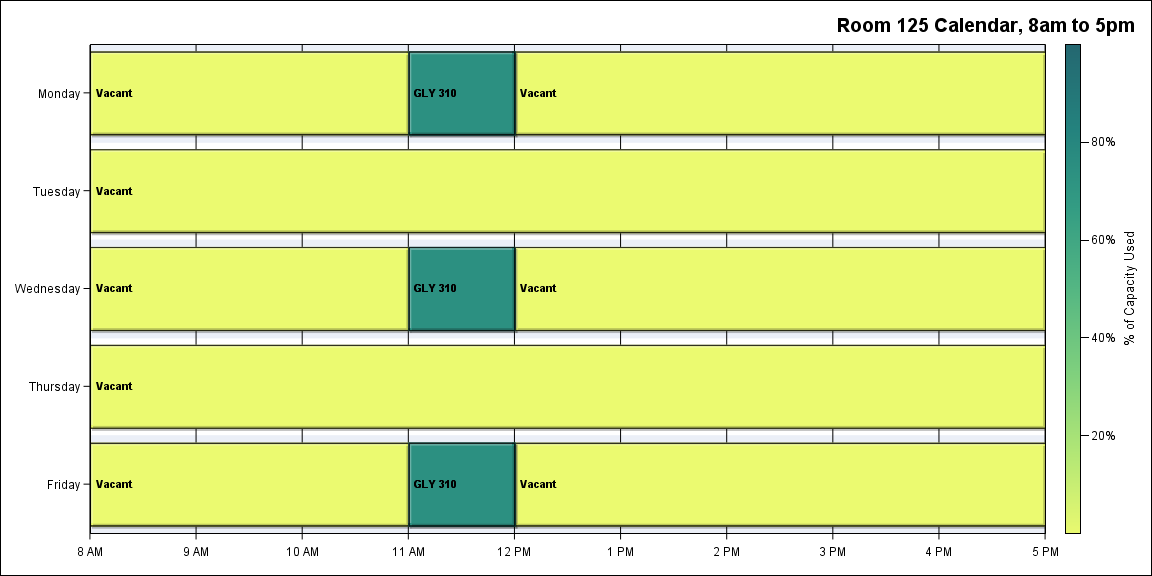 Room 125 Calendar, 8am to 5pm
Monday
Vacant
GLY 310
Vacant
Tuesday
Vacant
Wednesday
Vacant
GLY 310
Vacant
Thursday
Vacant
Friday
Vacant
GLY 310
Vacant
8 AM
9 AM
10 AM
11 AM
12 PM
1 PM
2 PM
3 PM
4 PM
5 PM
80%
60%
40%
20%
% of Capacity Used